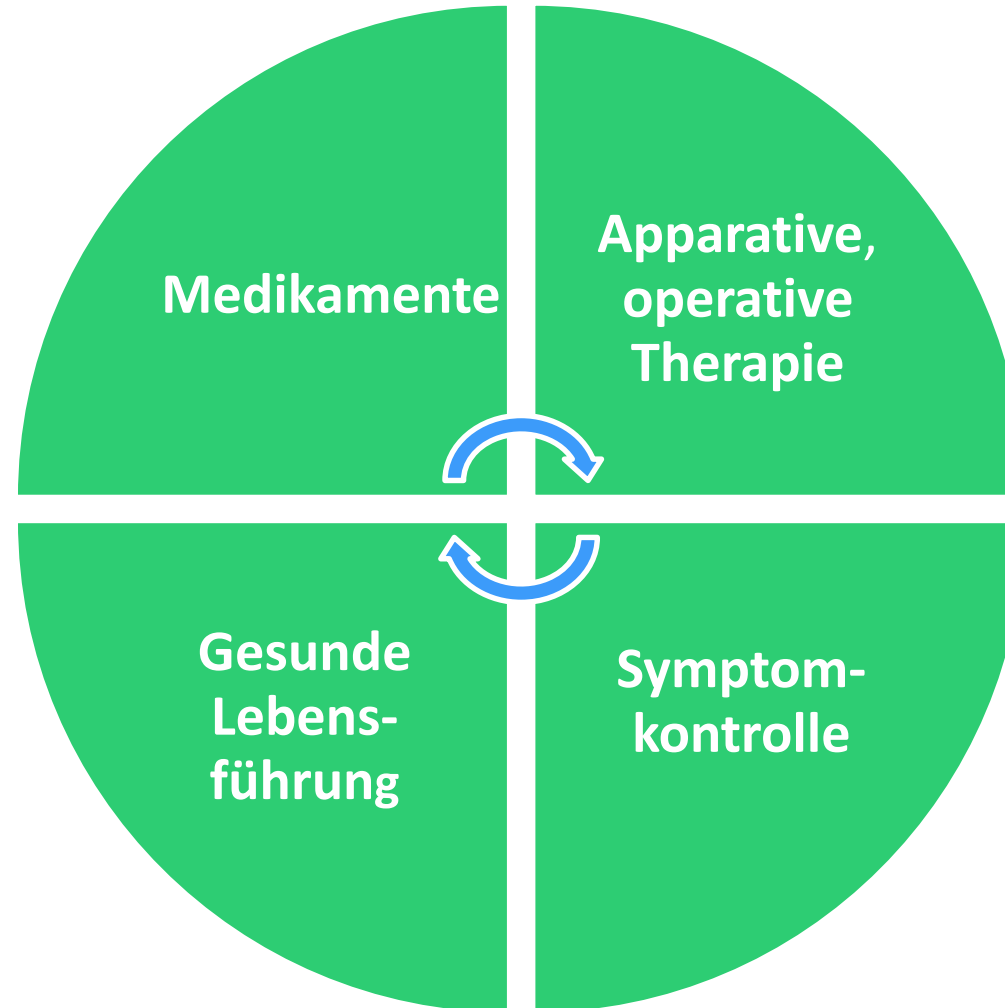 Medikamente
Apparative,
operative
Therapie
Gesunde
Lebens-
führung
Symptom-
kontrolle